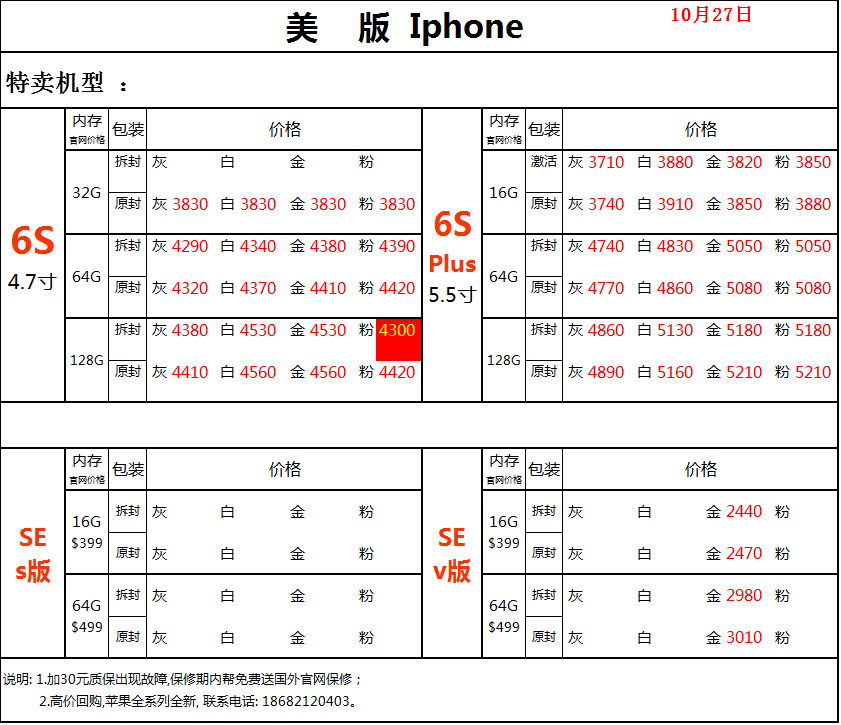 美 版 Iphone
10月27日
特卖机型 :
内存 官网价格 包装 价格
6S 4.7寸
32G
拆封 灰 白 金 粉
原封 灰 3830 白 3830 金 3830 粉 3830
64G
拆封 灰 4290 白 4340 金 4380 粉 4390
原封 灰 4320 白 4370 金 4410 粉 4420
128G
拆封 灰 4380 白 4530 金 4530 粉 4300
原封 灰 4410 白 4560 金 4560 粉 4420
内存 官网价格 包装 价格
6S Plus 5.5寸
16G
激活 灰 3710 白 3880 金 3820 粉 3850
原封 灰 3740 白 3910 金 3850 粉 3880
64G
拆封 灰 4740 白 4830 金 5050 粉 5050
原封 灰 4770 白 4860 金 5080 粉 5080
128G
拆封 灰 4860 白 5130 金 5180 粉 5180
原封 灰 4890 白 5160 金 5210 粉 5210
内存 官网价格 包装 价格
SE s版
16G $399
拆封 灰 白 金 粉
原封 灰 白 金 粉
64G $499
拆封 灰 白 金 粉
原封 灰 白 金 粉
内存 官网价格 包装 价格
SE v版
16G $399
拆封 灰 白 金 2440 粉
原封 灰 白 金 2470 粉
64G $499
拆封 灰 白 金 2980 粉
原封 灰 白 金 3010 粉
说明: 1.加30元质保出现故障,保修期内帮免费送国外官网保修；
2.高价回购,苹果全系列全新, 联系电话: 18682120403。